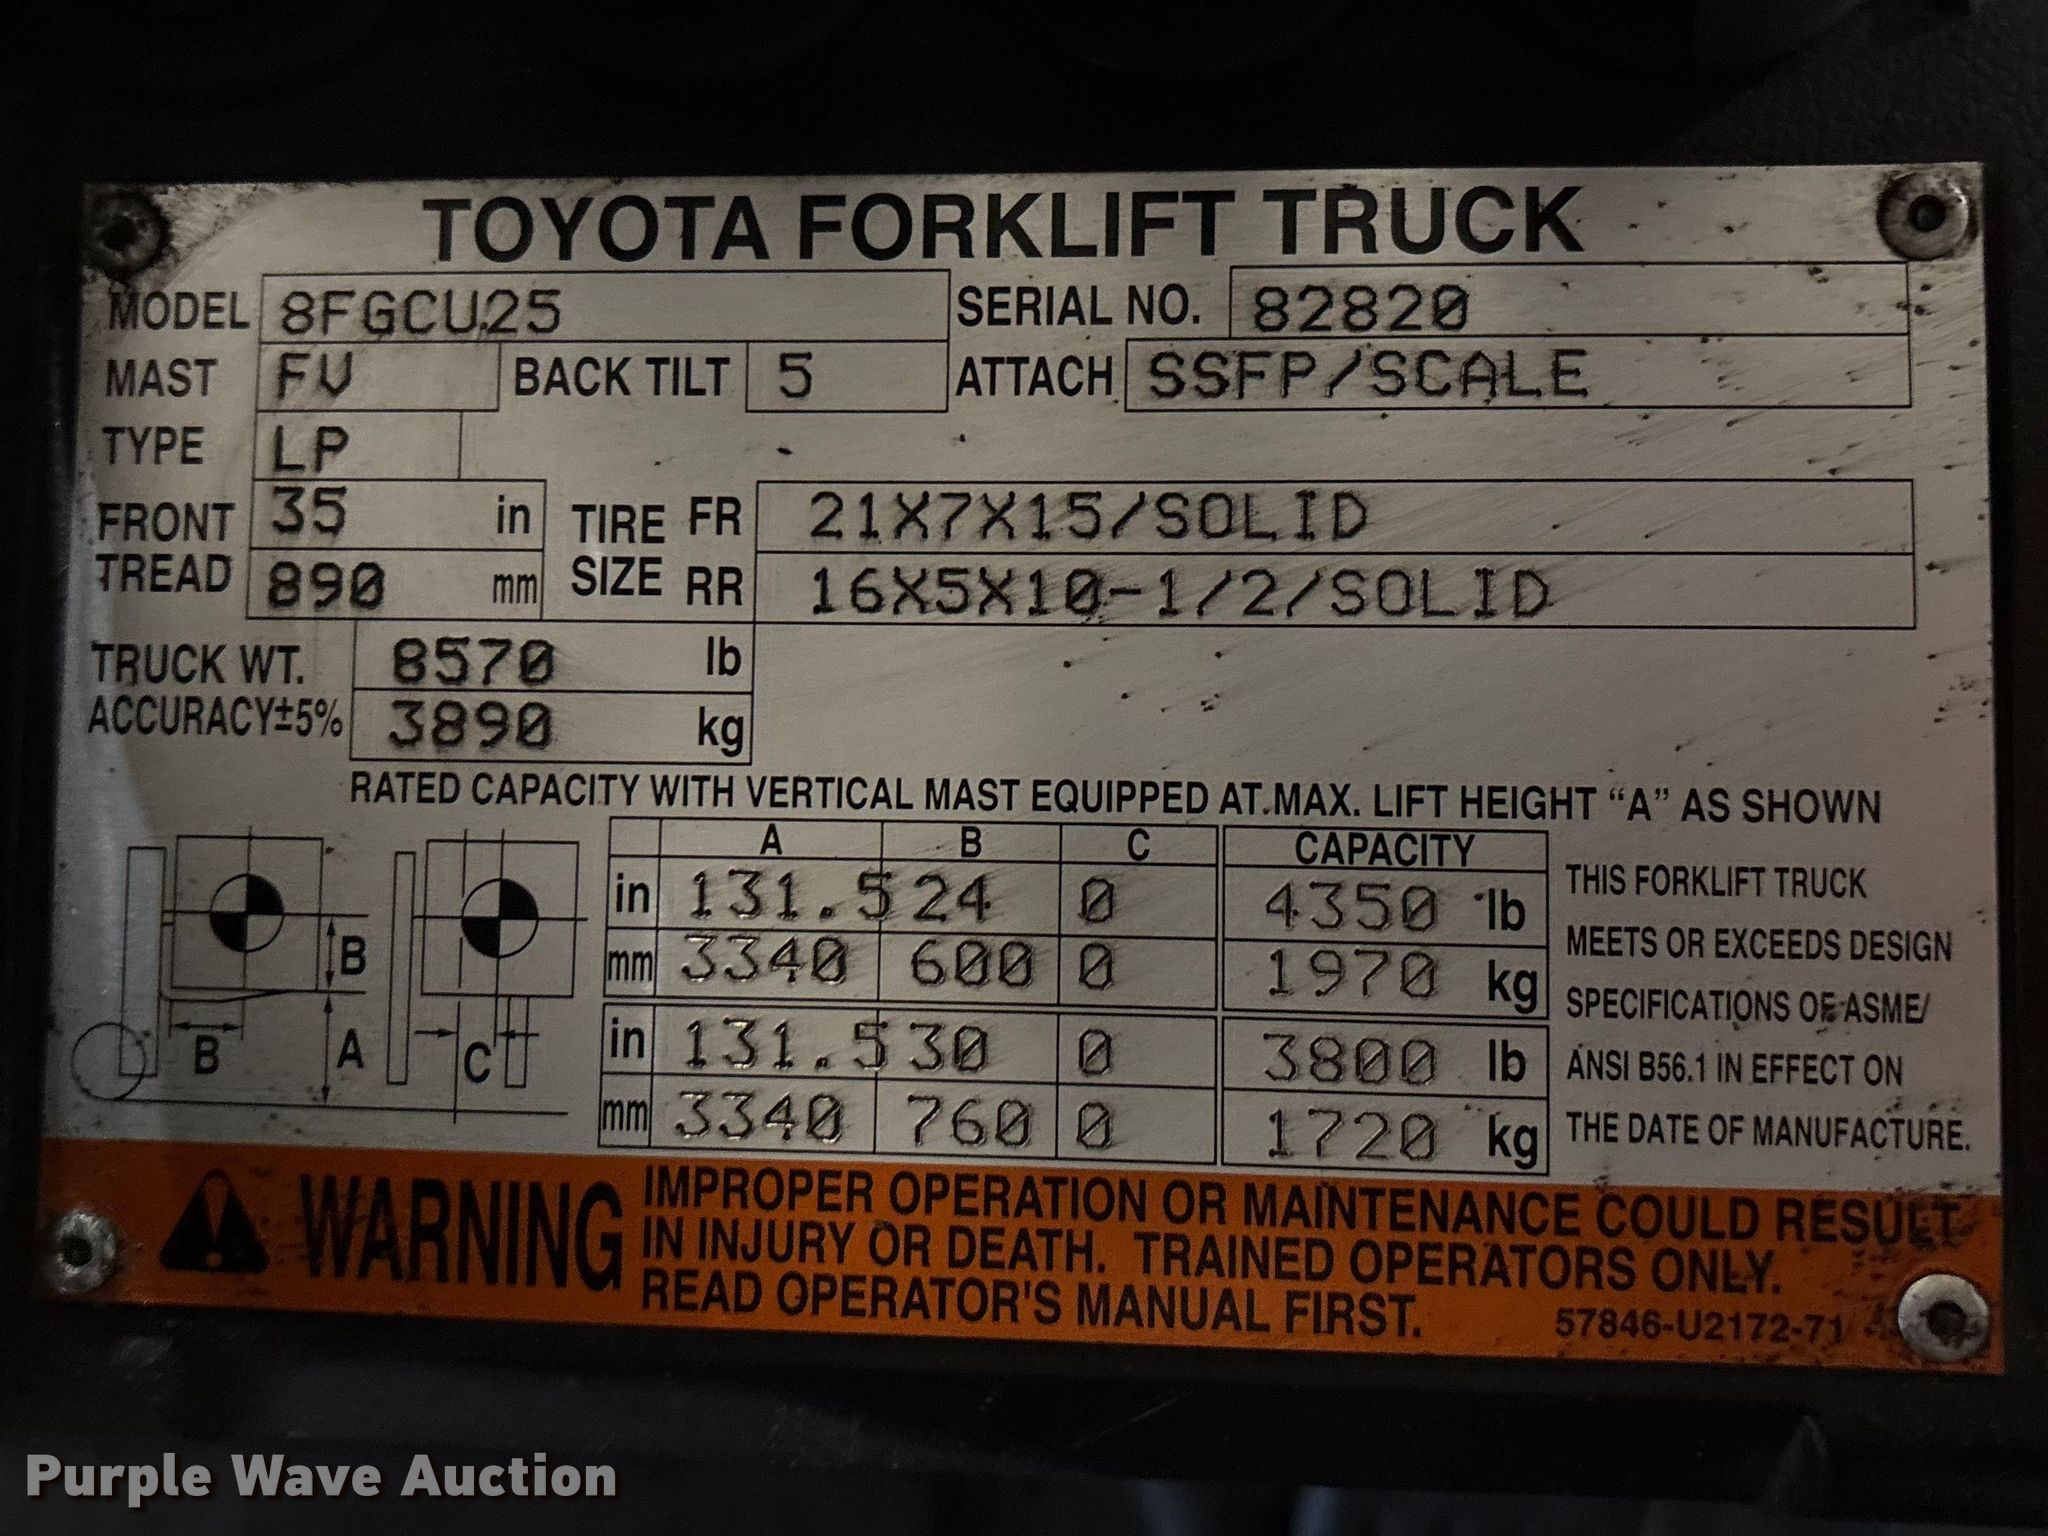 TOYOTA FORKLIFT TRUCK
MODEL 8FGCU25 SERIAL NO. 82820
MAST FV BACK TILT 5 ATTACH SSFP/SCALE
TYPE LP
FRONT TREAD 35 in TIRE SIZE FR 21X7X15/SOLID
890 mm RR 16X5X10-1/2/SOLID
TRUCK WT. 8570 lb
ACCURACY±5% 3890 kg
RATED CAPACITY WITH VERTICAL MAST EQUIPPED AT MAX. LIFT HEIGHT "A" AS SHOWN
A B C CAPACITY
in 131.5 24 0 4350 lb
mm 3340 600 0 1970 kg
in 131.5 30 0 3800 lb
mm 3340 760 0 1720 kg
B
B A C
THIS FORKLIFT TRUCK
MEETS OR EXCEEDS DESIGN
SPECIFICATIONS OF ASME/
ANSI B56.1 IN EFFECT ON
THE DATE OF MANUFACTURE.
WARNING
IMPROPER OPERATION OR MAINTENANCE COULD RESULT
IN INJURY OR DEATH. TRAINED OPERATORS ONLY.
READ OPERATOR'S MANUAL FIRST.
57846-U2172-71
Purple Wave Auction